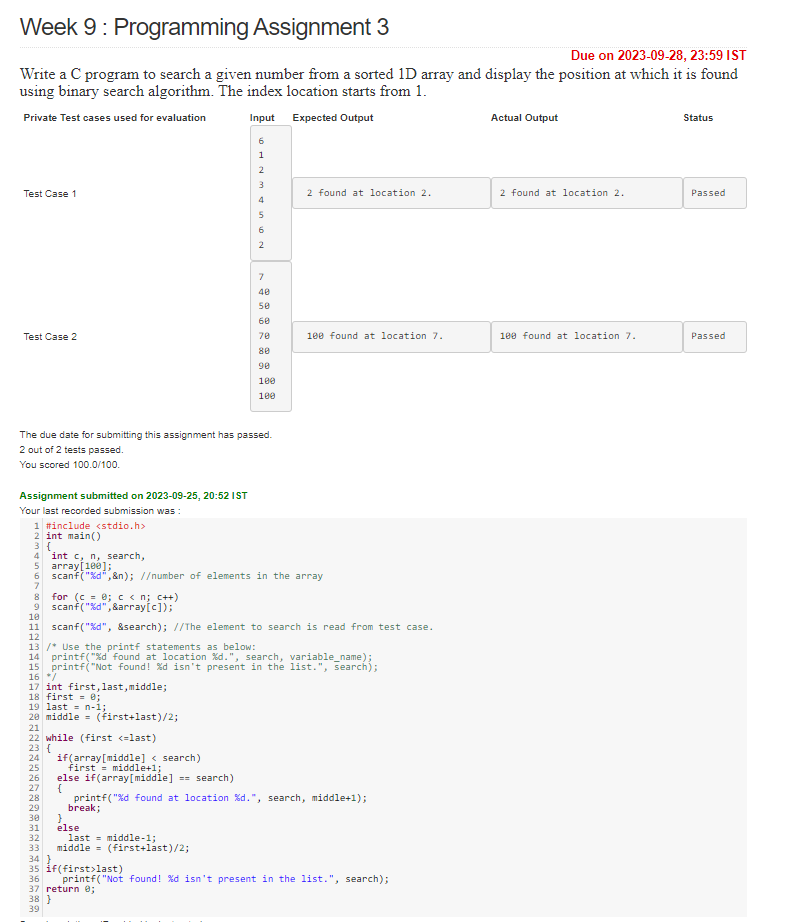 Week 9 : Programming Assignment 3
Due on 2023-09-28, 23:59 IST
Write a C program to search a given number from a sorted 1D array and display the position at which it is found
using binary search algorithm. The index location starts from 1.
Private Test cases used for evaluation Input Expected Output Actual Output Status
6
1
2
3
Test Case 1 2 found at location 2. 2 found at location 2. Passed
4
5
6
2
7
40
50
60
Test Case 2 70 100 found at location 7. 100 found at location 7. Passed
80
90
100
100
The due date for submitting this assignment has passed.
2 out of 2 tests passed.
You scored 100.0/100.
Assignment submitted on 2023-09-25, 20:52 IST
Your last recorded submission was :
1 #include <stdio.h>
2 int main()
3 {
4 int c, n, search,
5 array[100];
6 scanf("%d",&n); //number of elements in the array
7
8 for (c = 0; c < n; c++)
9 scanf("%d",&array[c]);
10
11 scanf("%d", &search); //The element to search is read from test case.
12
13 /* Use the printf statements as below:
14 printf("%d found at location %d.", search, variable_name);
15 printf("Not found! %d isn't present in the list.", search);
16 */
17 int first,last,middle;
18 first = 0;
19 last = n-1;
20 middle = (first+last)/2;
21
22 while (first <=last)
23 {
24 if(array[middle] < search)
25 first = middle+1;
26 else if(array[middle] == search)
27 {
28 printf("%d found at location %d.", search, middle+1);
29 break;
30 }
31 else
32 last = middle-1;
33 middle = (first+last)/2;
34 }
35 if(first>last)
36 printf("Not found! %d isn't present in the list.", search);
37 return 0;
38 }
39